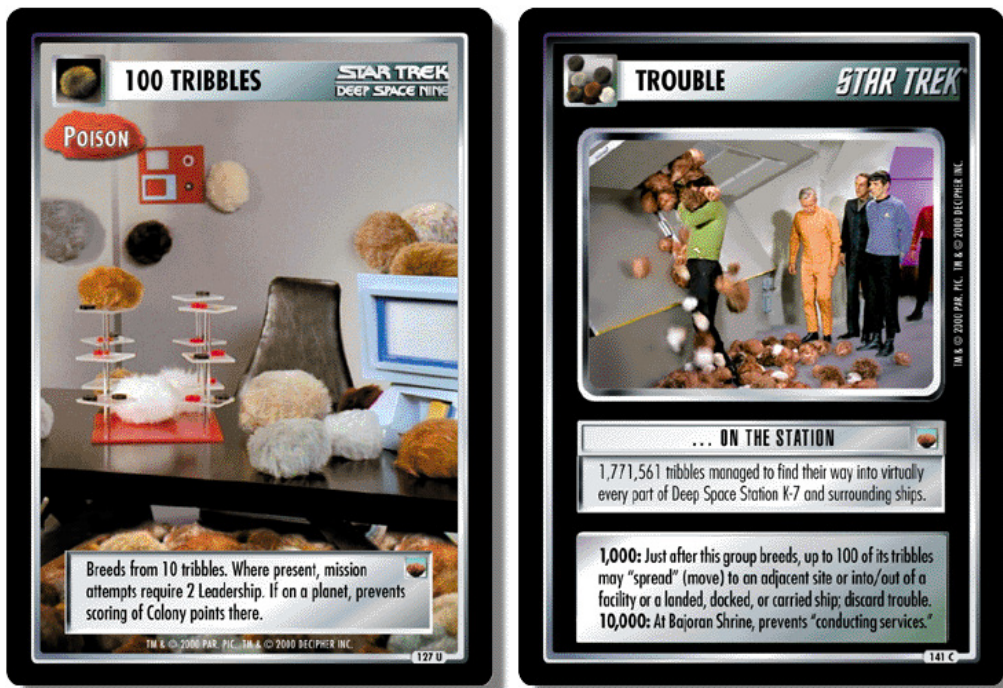 100 TRIBBLES
STAR TREK
DEEP SPACE NINE
POISON
Breeds from 10 tribbles. Where present, mission
attempts require 2 Leadership. If on a planet, prevents
scoring of Colony points there.
TM & © 2000 PAR. PIC. TM & © 2000 DECIPHER INC.
127 U
TROUBLE
STAR TREK
TM & © 2000 PAR. PIC. TM & © 2000 DECIPHER INC.
... ON THE STATION
1,771,561 tribbles managed to find their way into virtually
every part of Deep Space Station K-7 and surrounding ships.
1,000: Just after this group breeds, up to 100 of its tribbles
may “spread” (move) to an adjacent site or into/out of a
facility or a landed, docked, or carried ship; discard trouble.
10,000: At Bajoran Shrine, prevents “conducting services.”
141 C